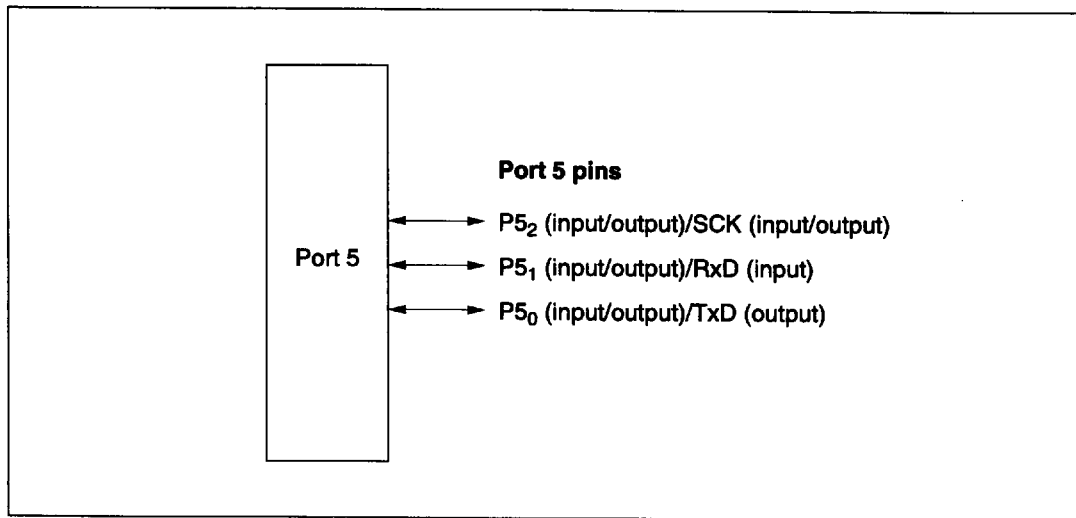 Port 5 pins
P5₂ (input/output)/SCK (input/output)
Port 5
P5₁ (input/output)/RxD (input)
P5₀ (input/output)/TxD (output)